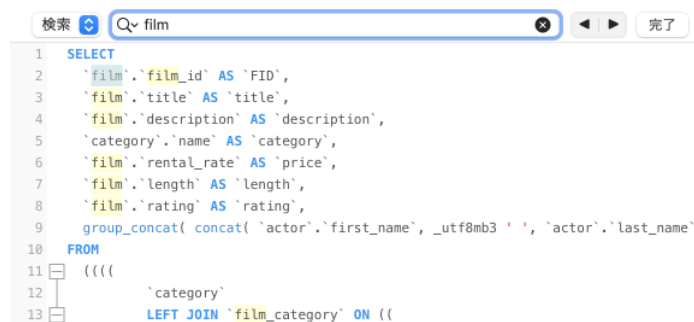 検索 film 完了
1 SELECT
2 `film`.`film_id` AS `FID`,
3 `film`.`title` AS `title`,
4 `film`.`description` AS `description`,
5 `category`.`name` AS `category`,
6 `film`.`rental_rate` AS `price`,
7 `film`.`length` AS `length`,
8 `film`.`rating` AS `rating`,
9 group_concat( concat( `actor`.`first_name`, _utf8mb3 ' ', `actor`.`last_name`
10 FROM
11 ((((
12 `category`
13 LEFT JOIN `film_category` ON ((